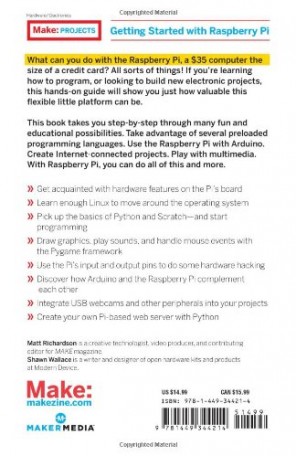 Copyrighted Material
Hardware/Electronics
Make: PROJECTS Getting Started with Raspberry Pi
What can you do with the Raspberry Pi, a $35 computer the
size of a credit card? All sorts of things! If you're learning
how to program, or looking to build new electronic projects,
this hands-on guide will show you just how valuable this
flexible little platform can be.
This book takes you step-by-step through many fun and
educational possibilities. Take advantage of several preloaded
programming languages. Use the Raspberry Pi with Arduino.
Create Internet-connected projects. Play with multimedia.
With Raspberry Pi, you can do all of this and more.
» Get acquainted with hardware features on the Pi's board
» Learn enough Linux to move around the operating system
» Pick up the basics of Python and Scratch—and start
programming
» Draw graphics, play sounds, and handle mouse events with
the Pygame framework
» Use the Pi's input and output pins to do some hardware hacking
» Discover how Arduino and the Raspberry Pi complement
each other
» Integrate USB webcams and other peripherals into your projects
» Create your own Pi-based web server with Python
Matt Richardson is a creative technologist, video producer, and contributing
editor for MAKE magazine.
Shawn Wallace is a writer and designer of open hardware kits and products
at Modern Device.
Make:
makezine.com
MAKERMEDIA
US $14.99 CAN $15.99
ISBN: 978-1-449-34421-4
51499
9 781449 344214
Copyrighted Material